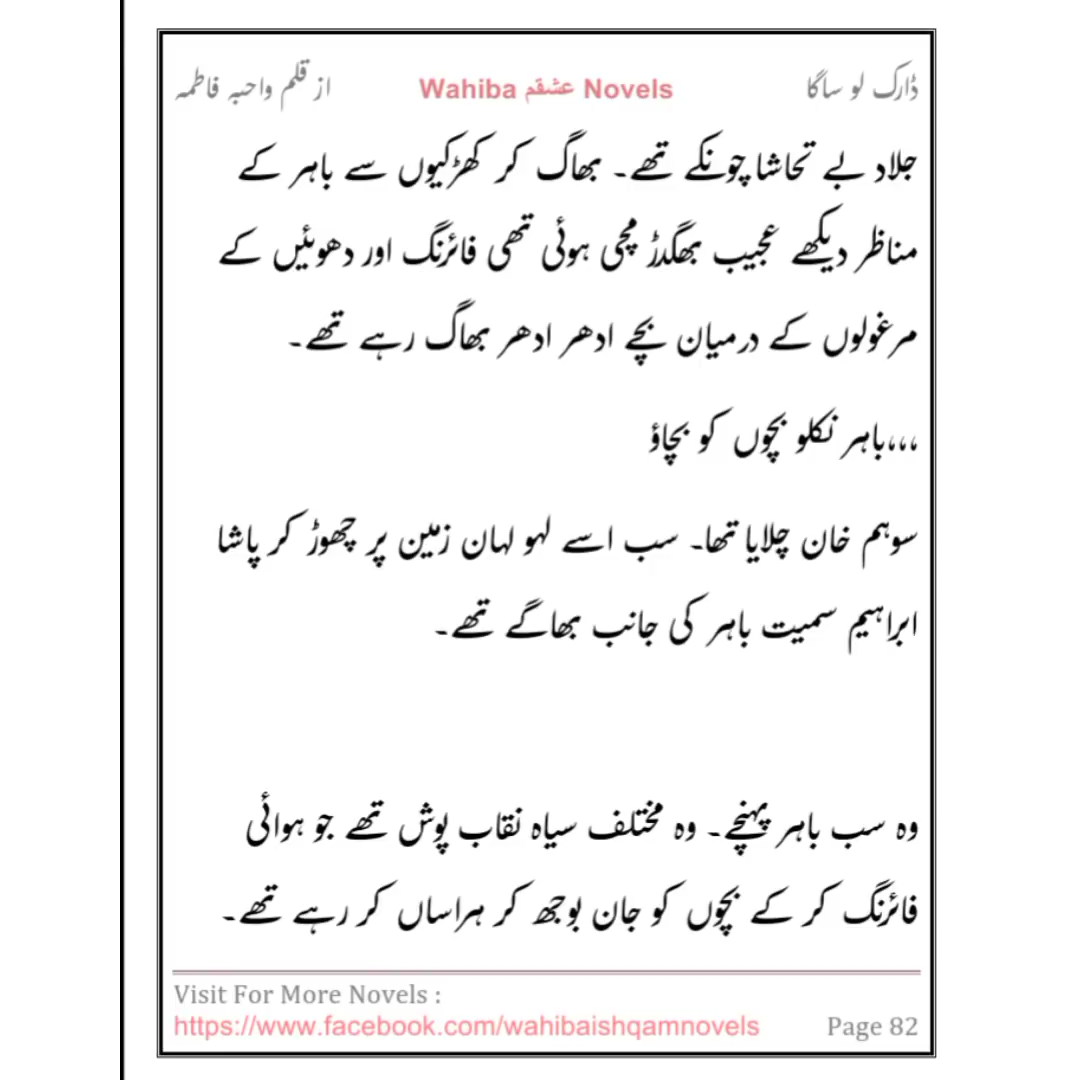 ڈارک لو ساگا Wahiba عشقم Novels از قلم واحبہ فاطمہ
جلاد بے تحاشا چونکے تھے۔ بھاگ کر کھڑکیوں سے باہر کے
مناظر دیکھے عجیب بھگدڑ مچی ہوئی تھی فائرنگ اور دھوئیں کے
مرغولوں کے درمیان بچے ادھر ادھر بھاگ رہے تھے۔
،،،باہر نکلو بچوں کو بچاؤ
سوہم خان چلایا تھا۔ سب اسے لہو لہان زمین پر چھوڑ کر پاشا
ابراہیم سمیت باہر کی جانب بھاگے تھے۔
وہ سب باہر پہنچے۔ وہ مختلف سیاہ نقاب پوش تھے جو ہوائی
فائرنگ کر کے بچوں کو جان بوجھ کر ہراساں کر رہے تھے۔
Visit For More Novels :
https://www.facebook.com/wahibaishqamnovels Page 82